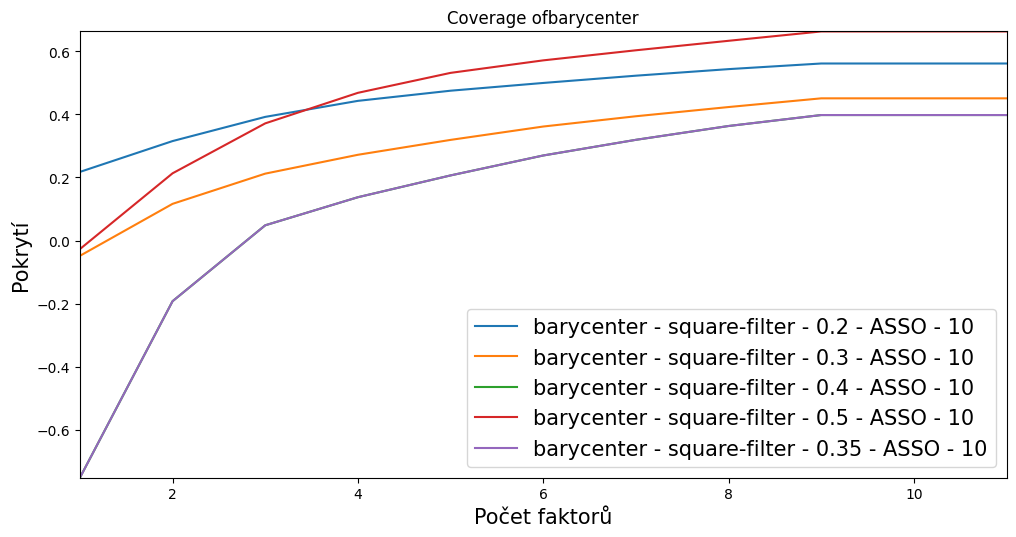 Coverage ofbarycenter
Pokrytí
0.6
0.4
0.2
0.0
−0.2
−0.4
−0.6
barycenter - square-filter - 0.2 - ASSO - 10
barycenter - square-filter - 0.3 - ASSO - 10
barycenter - square-filter - 0.4 - ASSO - 10
barycenter - square-filter - 0.5 - ASSO - 10
barycenter - square-filter - 0.35 - ASSO - 10
2 4 6 8 10
Počet faktorů